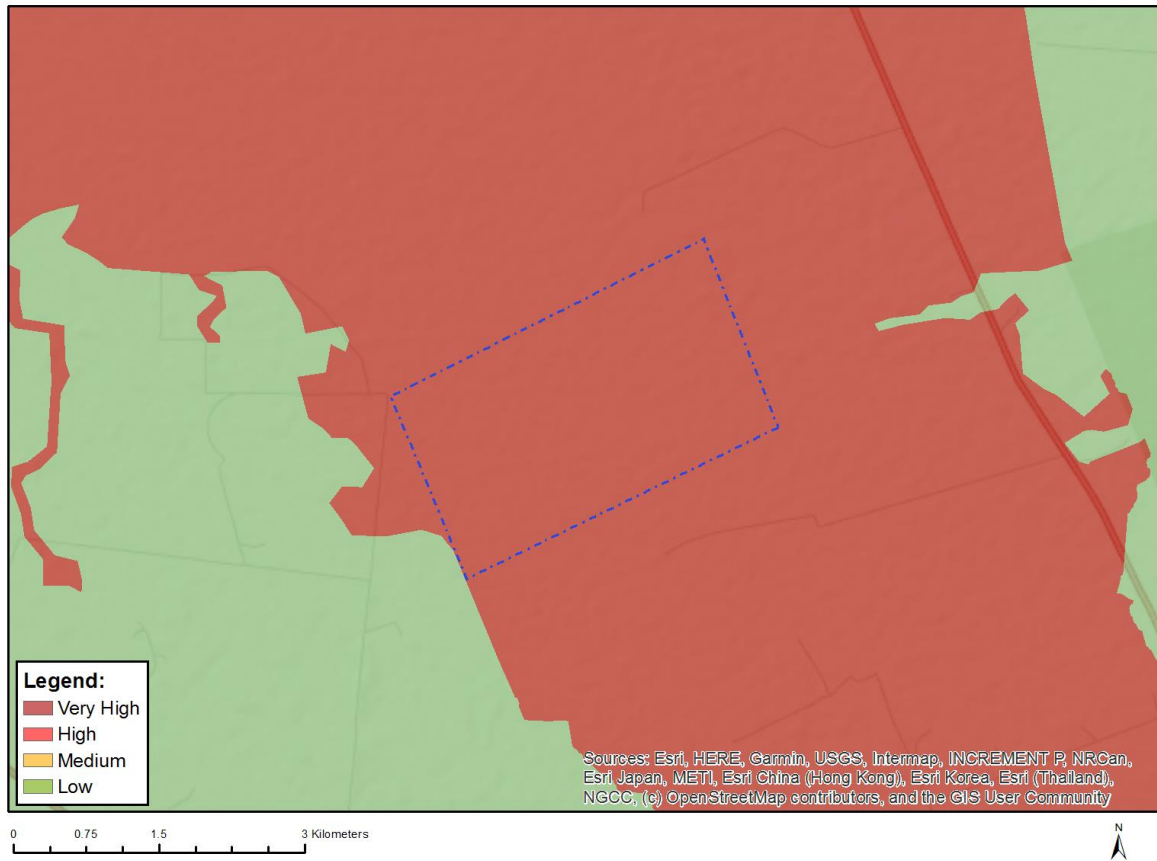 Legend:
Very High
High
Medium
Low
Sources: Esri, HERE, Garmin, USGS, Intermap, INCREMENT P, NRCan,
Esri Japan, METI, Esri China (Hong Kong), Esri Korea, Esri (Thailand),
NGCC, (c) OpenStreetMap contributors, and the GIS User Community
0 0.75 1.5 3 Kilometers
N